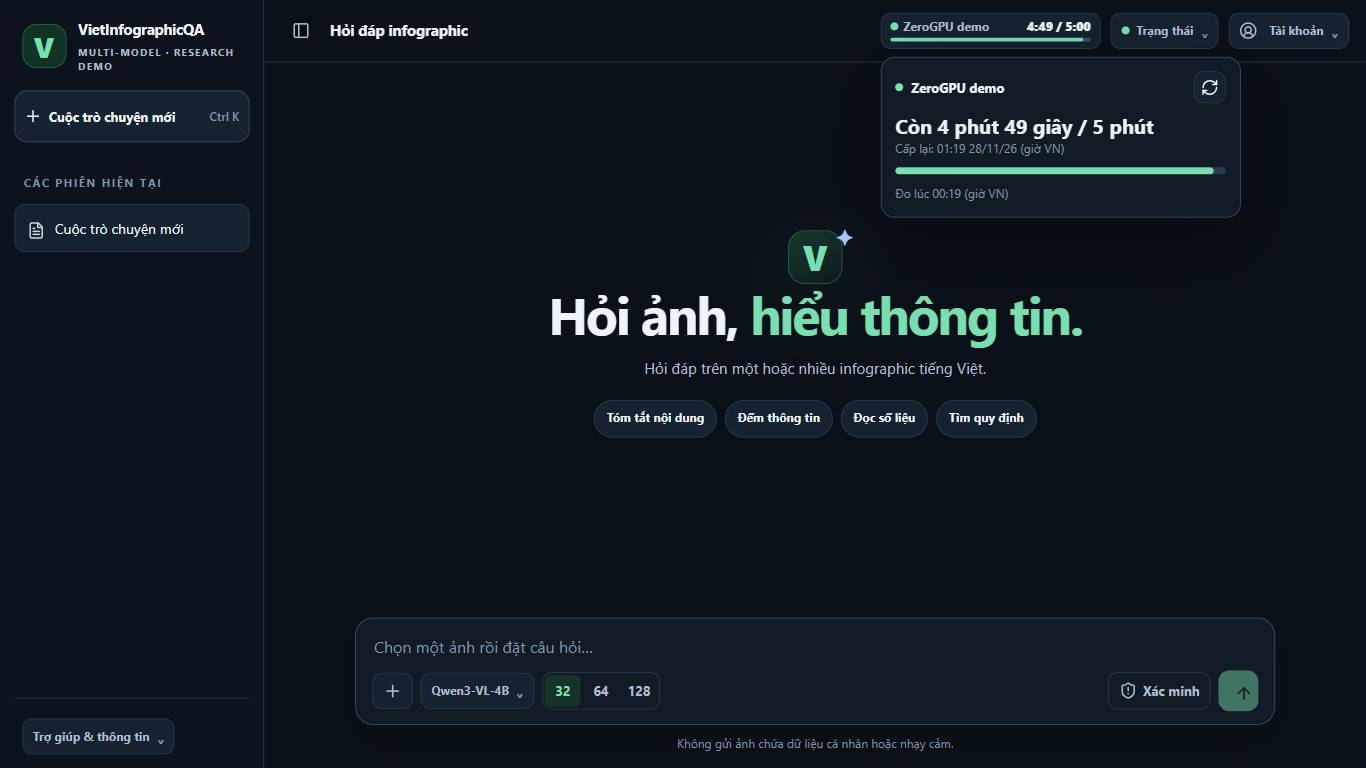 V
VietInfographicQA
MULTI-MODEL · RESEARCH
DEMO
Cuộc trò chuyện mới
Ctrl K
CÁC PHIÊN HIỆN TẠI
Cuộc trò chuyện mới
Trợ giúp & thông tin
Hỏi đáp infographic
ZeroGPU demo
4:49 / 5:00
Trạng thái
Tài khoản
ZeroGPU demo
Còn 4 phút 49 giây / 5 phút
Cấp lại: 01:19 28/11/26 (giờ VN)
Đo lúc 00:19 (giờ VN)
V
Hỏi ảnh, hiểu thông tin.
Hỏi đáp trên một hoặc nhiều infographic tiếng Việt.
Tóm tắt nội dung
Đếm thông tin
Đọc số liệu
Tìm quy định
Chọn một ảnh rồi đặt câu hỏi...
Qwen3-VL-4B
32
64
128
Xác minh
Không gửi ảnh chứa dữ liệu cá nhân hoặc nhạy cảm.